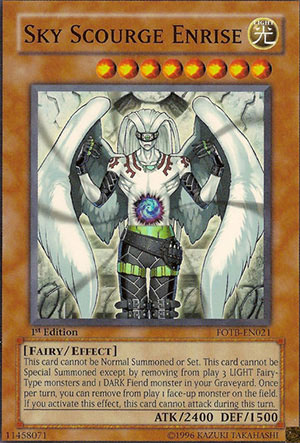 SKY SCOURGE ENRISE
LIGHT
光
1st Edition
FOTB-EN021
[FAIRY/EFFECT]
This card cannot be Normal Summoned or Set. This card cannot be
Special Summoned except by removing from play 3 LIGHT Fairy-
Type monsters and 1 DARK Fiend monster in your Graveyard. Once
per turn, you can remove from play 1 face-up monster on the field.
If you activate this effect, this card cannot attack during this turn.
ATK/2400 DEF/1500
11458071
©1996 KAZUKI TAKAHASHI